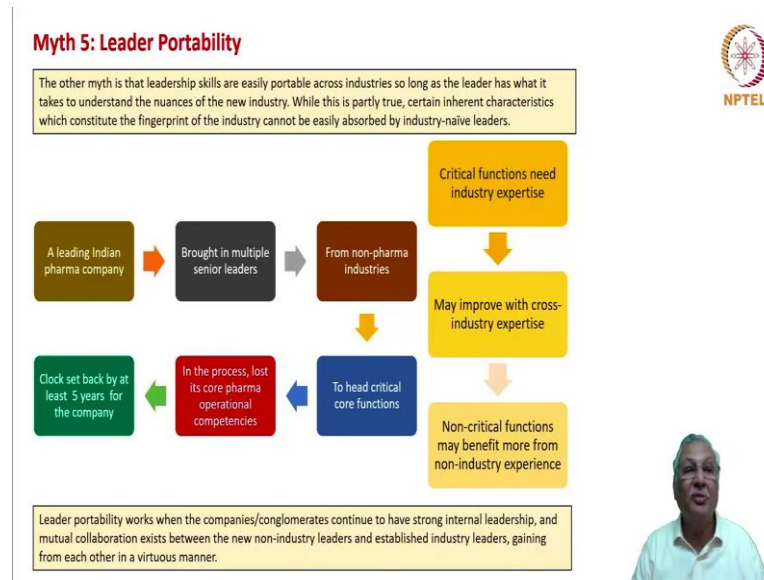 Myth 5: Leader Portability
NPTEL
The other myth is that leadership skills are easily portable across industries so long as the leader has what it
takes to understand the nuances of the new industry. While this is partly true, certain inherent characteristics
which constitute the fingerprint of the industry cannot be easily absorbed by industry-naïve leaders.
A leading Indian
pharma company
Brought in multiple
senior leaders
From non-pharma
industries
To head critical
core functions
In the process, lost
its core pharma
operational
competencies
Clock set back by at
least 5 years for
the company
Critical functions need
industry expertise
May improve with cross-
industry expertise
Non-critical functions
may benefit more from
non-industry experience
Leader portability works when the companies/conglomerates continue to have strong internal leadership, and
mutual collaboration exists between the new non-industry leaders and established industry leaders, gaining
from each other in a virtuous manner.